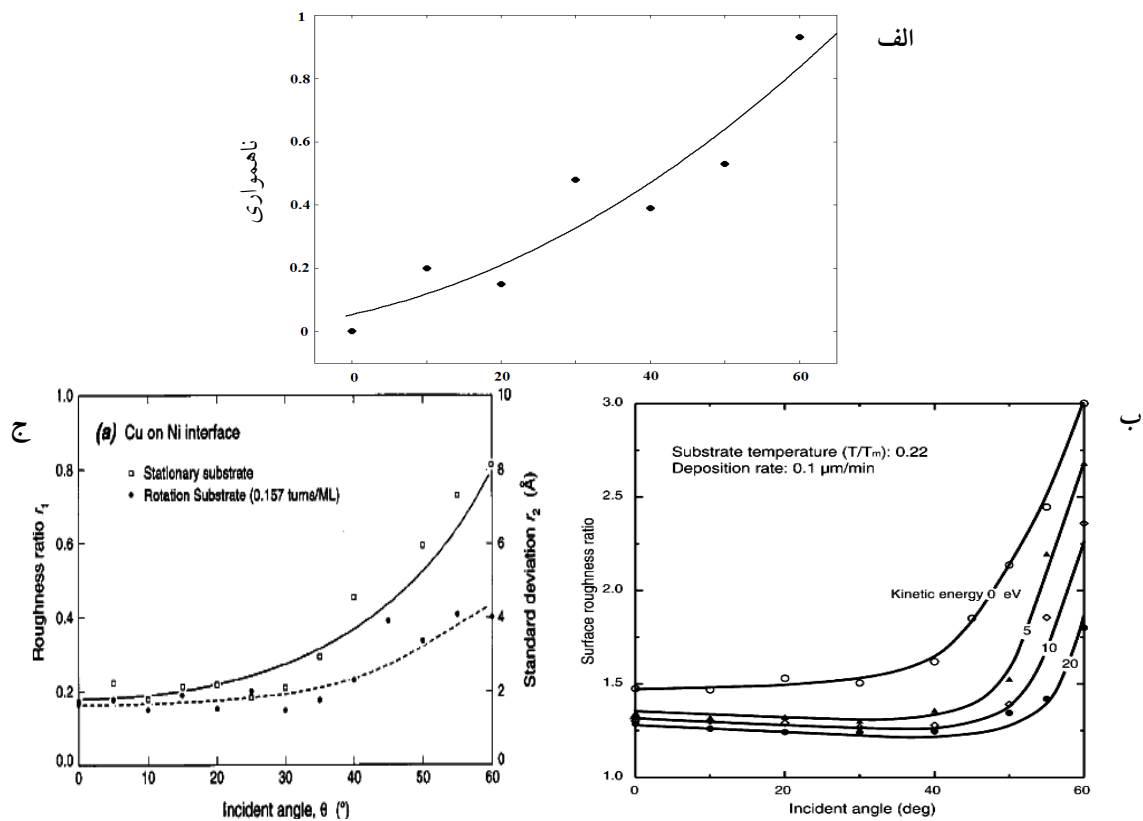 الف
1
0.8
0.6
0.4
0.2
0
ناهمواری
0 20 40 60
ج
(a) Cu on Ni interface
Stationary substrate
Rotation Substrate (0.157 turns/ML)
1.0
0.8
0.6
0.4
0.2
0.0
Roughness ratio r₁
10
8
6
4
2
0
Standard deviation r₂ (Å)
0 10 20 30 40 50 60
Incident angle, θ (°)
ب
Substrate temperature (T/Tₘ): 0.22
Deposition rate: 0.1 μm/min
3.0
2.5
2.0
1.5
1.0
Surface roughness ratio
Kinetic energy 0 eV
5
10
20
0 20 40 60
Incident angle (deg)